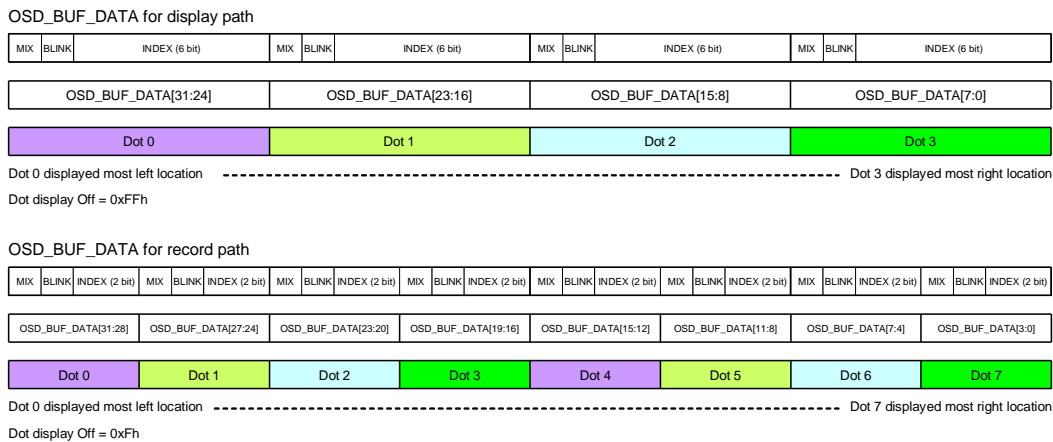 OSD_BUF_DATA for display path
MIX BLINK INDEX (6 bit) MIX BLINK INDEX (6 bit) MIX BLINK INDEX (6 bit) MIX BLINK INDEX (6 bit)
OSD_BUF_DATA[31:24] OSD_BUF_DATA[23:16] OSD_BUF_DATA[15:8] OSD_BUF_DATA[7:0]
Dot 0 Dot 1 Dot 2 Dot 3
Dot 0 displayed most left location Dot 3 displayed most right location
Dot display Off = 0xFFh
OSD_BUF_DATA for record path
MIX BLINK INDEX (2 bit) MIX BLINK INDEX (2 bit) MIX BLINK INDEX (2 bit) MIX BLINK INDEX (2 bit) MIX BLINK INDEX (2 bit) MIX BLINK INDEX (2 bit) MIX BLINK INDEX (2 bit) MIX BLINK INDEX (2 bit)
OSD_BUF_DATA[31:28] OSD_BUF_DATA[27:24] OSD_BUF_DATA[23:20] OSD_BUF_DATA[19:16] OSD_BUF_DATA[15:12] OSD_BUF_DATA[11:8] OSD_BUF_DATA[7:4] OSD_BUF_DATA[3:0]
Dot 0 Dot 1 Dot 2 Dot 3 Dot 4 Dot 5 Dot 6 Dot 7
Dot 0 displayed most left location Dot 7 displayed most right location
Dot display Off = 0xFh